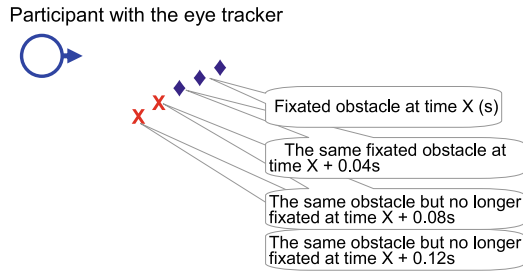 Participant with the eye tracker
X
X
Fixated obstacle at time X (s)
The same fixated obstacle at
time X + 0.04s
The same obstacle but no longer
fixated at time X + 0.08s
The same obstacle but no longer
fixated at time X + 0.12s